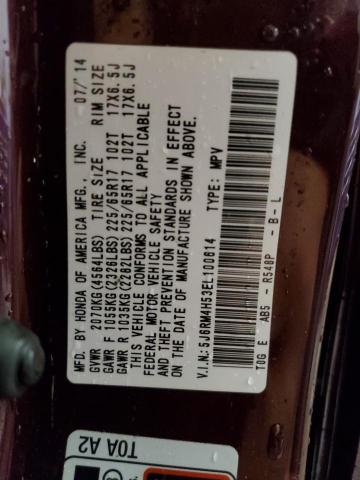 MFD. BY HONDA OF AMERICA MFG., INC. 07/'14
GVWR 2070KG(4564LBS) TIRE SIZE RIM SIZE
GAWR F 1055KG(2326LBS) 225/65R17 102T 17X6.5J
GAWR R 1035KG(2282LBS) 225/65R17 102T 17X6.5J
THIS VEHICLE CONFORMS TO ALL APPLICABLE
FEDERAL MOTOR VEHICLE SAFETY
AND THEFT PREVENTION STANDARDS IN EFFECT
ON THE DATE OF MANUFACTURE SHOWN ABOVE.
V.I.N.: 5J6RM4H53EL100614 TYPE: MPV
T0G E AB5 - R548P - B - L
T0A A2